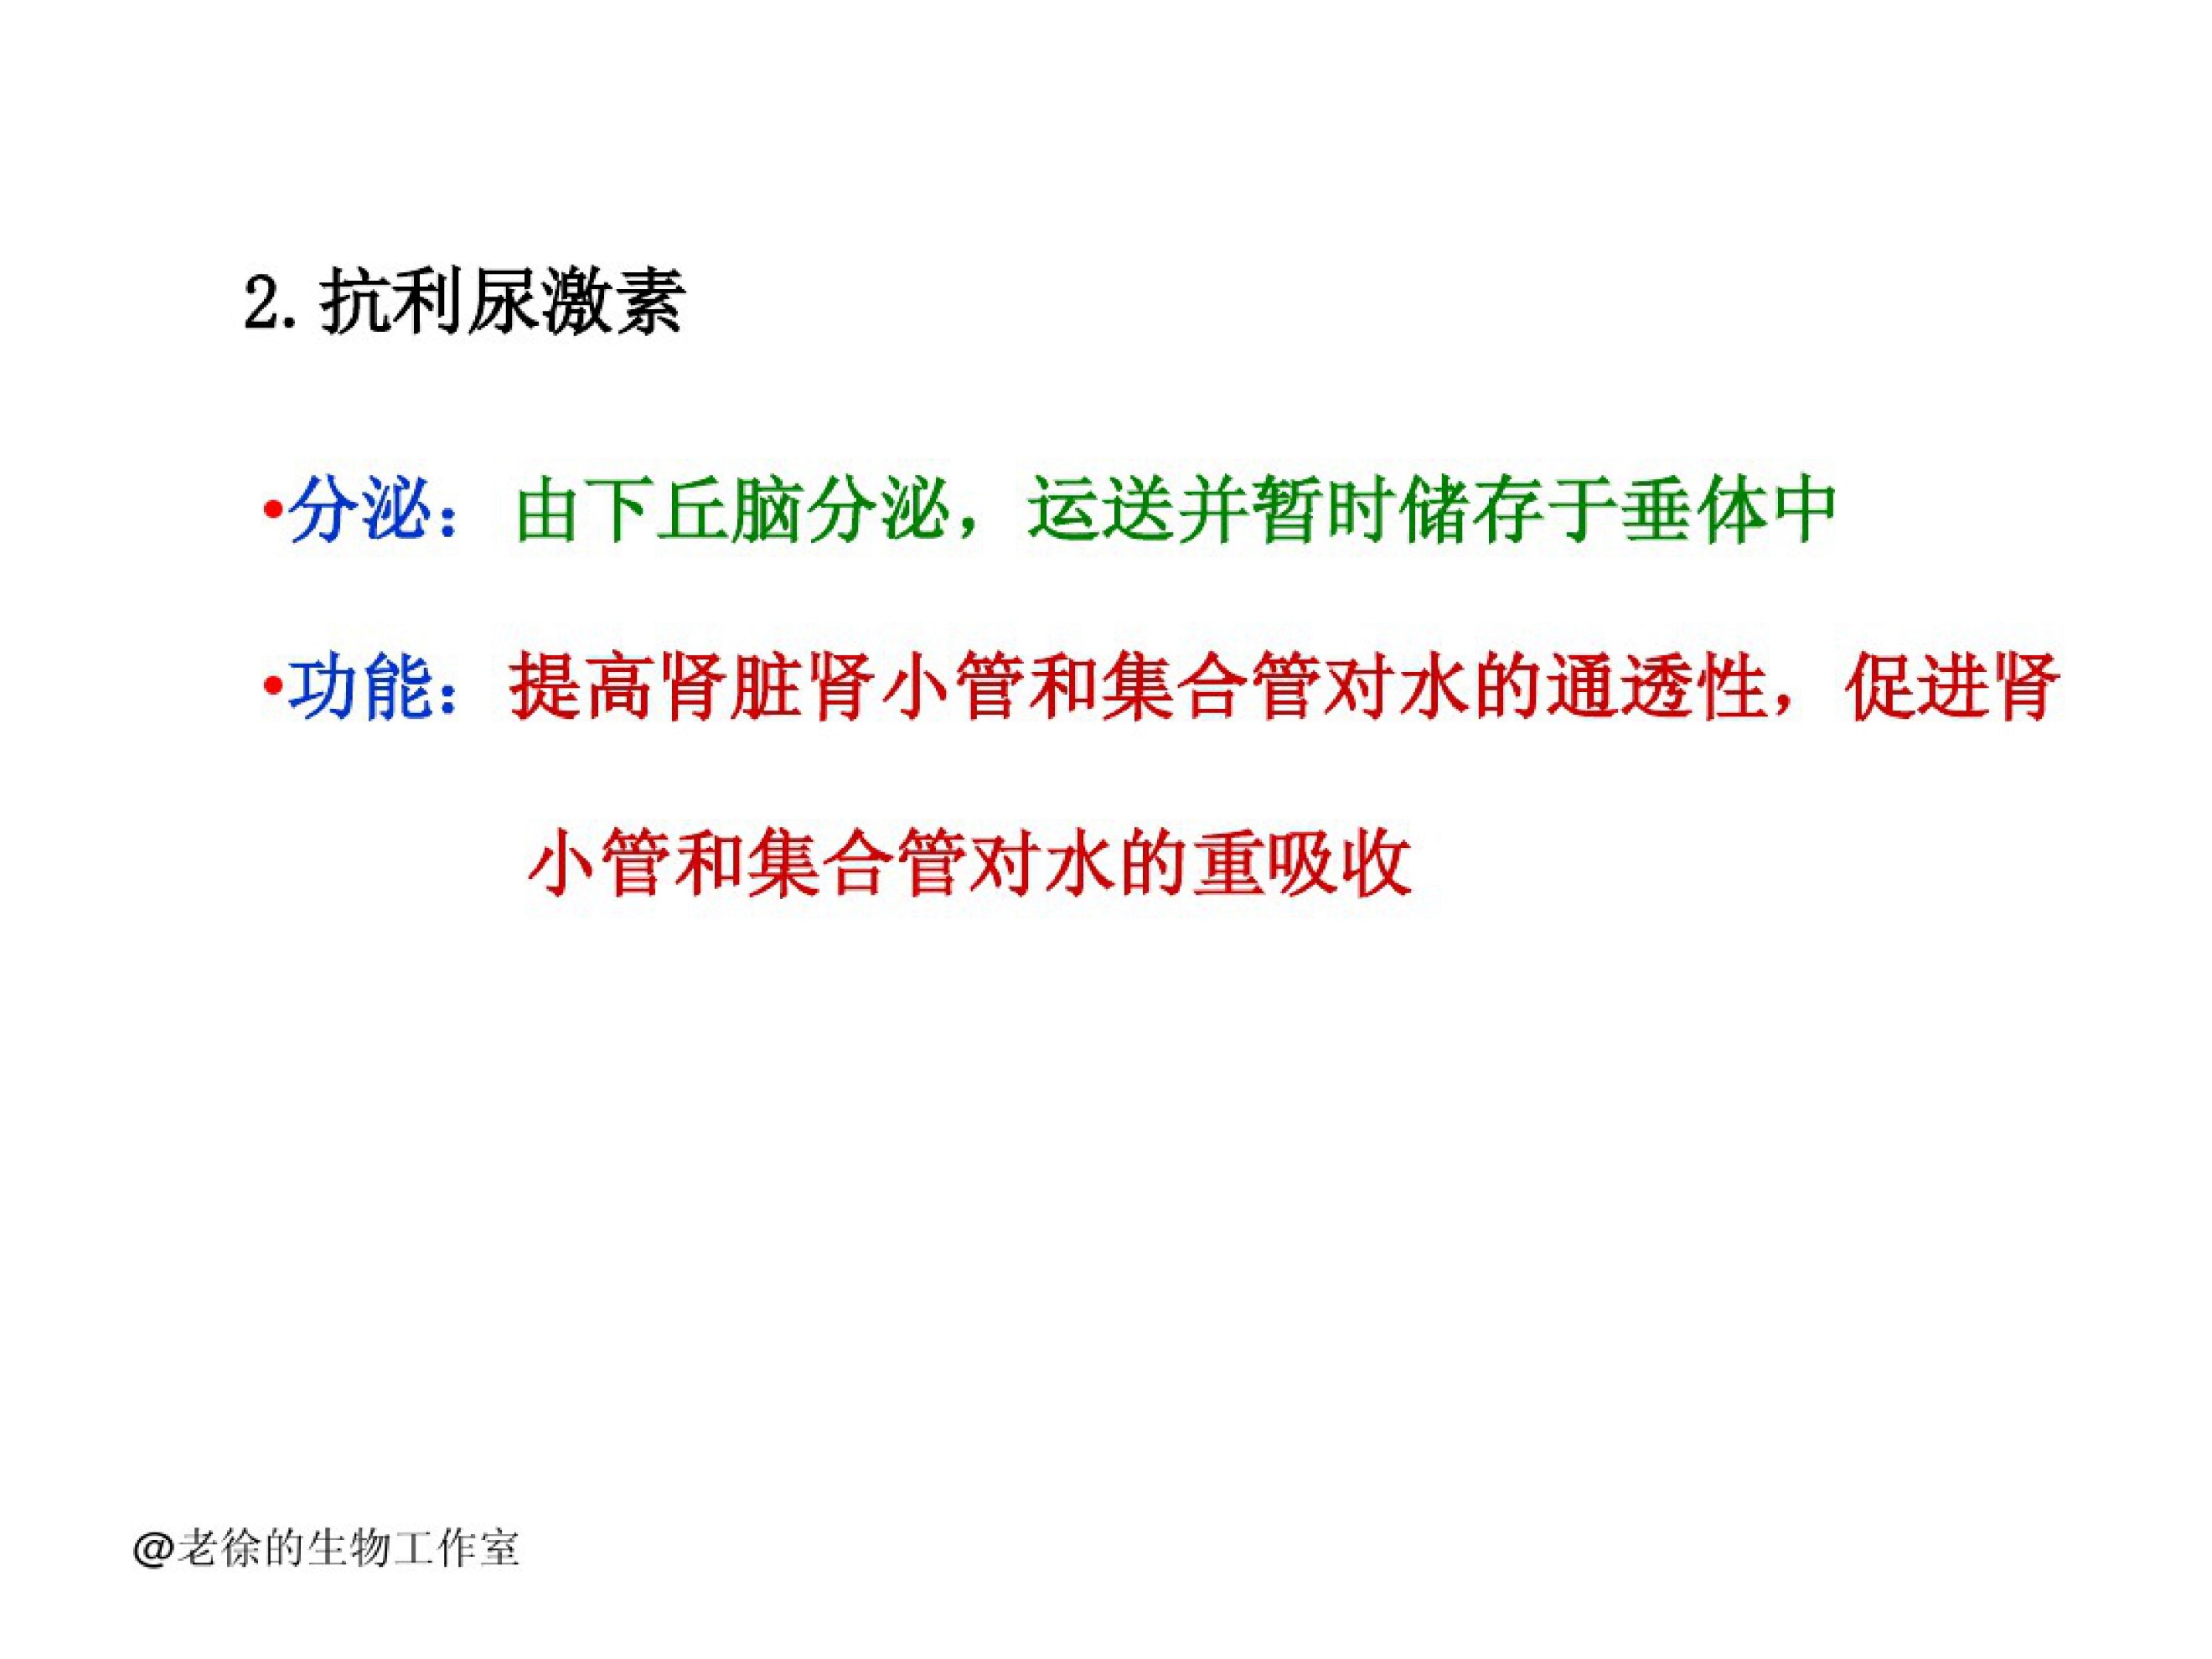 2.抗利尿激素
•分泌：由下丘脑分泌，运送并暂时储存于垂体中
•功能：提高肾脏肾小管和集合管对水的通透性，促进肾
小管和集合管对水的重吸收
@老徐的生物工作室